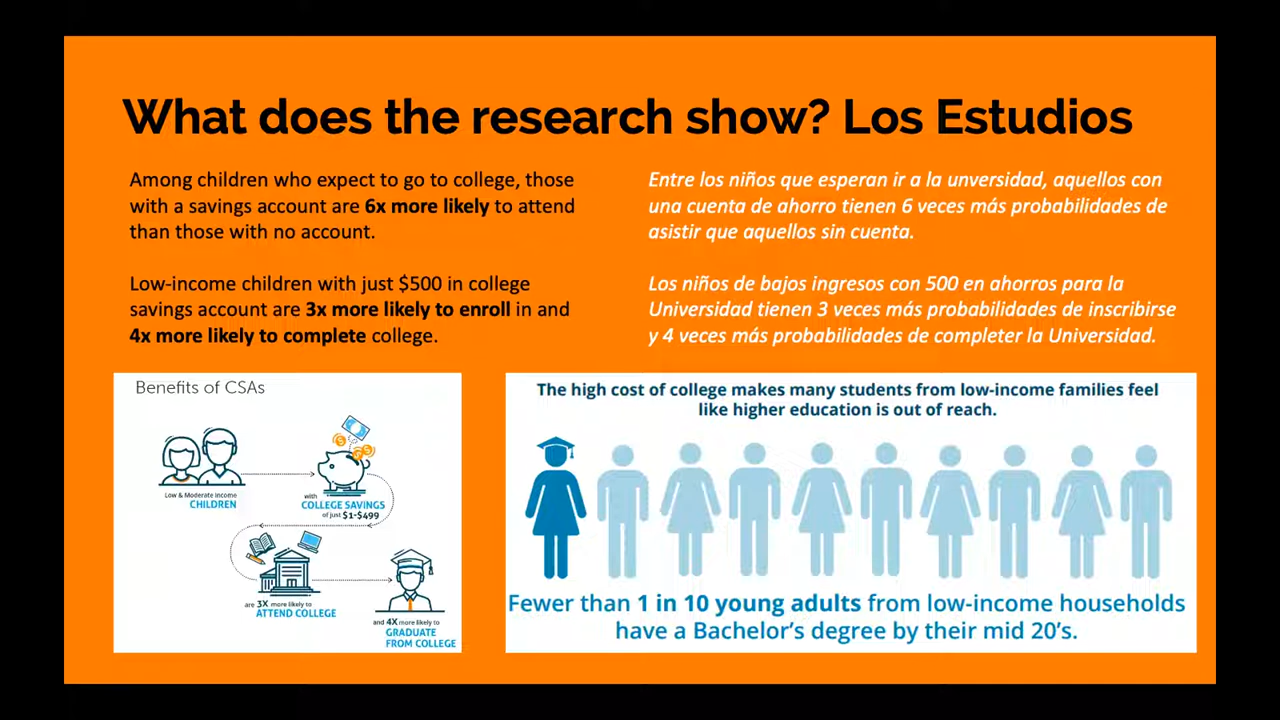 What does the research show? Los Estudios
Among children who expect to go to college, those
with a savings account are 6x more likely to attend
than those with no account.
Low-income children with just $500 in college
savings account are 3x more likely to enroll in and
4x more likely to complete college.
Entre los niños que esperan ir a la unversidad, aquellos con
una cuenta de ahorro tienen 6 veces más probabilidades de
asistir que aquellos sin cuenta.
Los niños de bajos ingresos con 500 en ahorros para la
Universidad tienen 3 veces más probabilidades de inscribirse
y 4 veces más probabilidades de completer la Universidad.
Benefits of CSAs
Low & Moderate Income
CHILDREN
with
COLLEGE SAVINGS
of just $1-$499
are 3X more likely to
ATTEND COLLEGE
and 4X more likely to
GRADUATE
FROM COLLEGE
The high cost of college makes many students from low-income families feel
like higher education is out of reach.
Fewer than 1 in 10 young adults from low-income households
have a Bachelor's degree by their mid 20's.